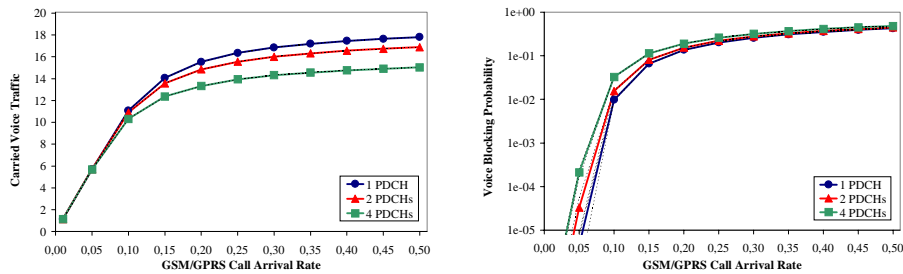 Carried Voice Traffic
20
18
16
14
12
10
8
6
4
2
0
0,00 0,05 0,10 0,15 0,20 0,25 0,30 0,35 0,40 0,45 0,50
GSM/GPRS Call Arrival Rate
1 PDCH
2 PDCHs
4 PDCHs
Voice Blocking Probability
1e+00
1e-01
1e-02
1e-03
1e-04
1e-05
0,00 0,05 0,10 0,15 0,20 0,25 0,30 0,35 0,40 0,45 0,50
GSM/GPRS Call Arrival Rate
1 PDCH
2 PDCHs
4 PDCHs